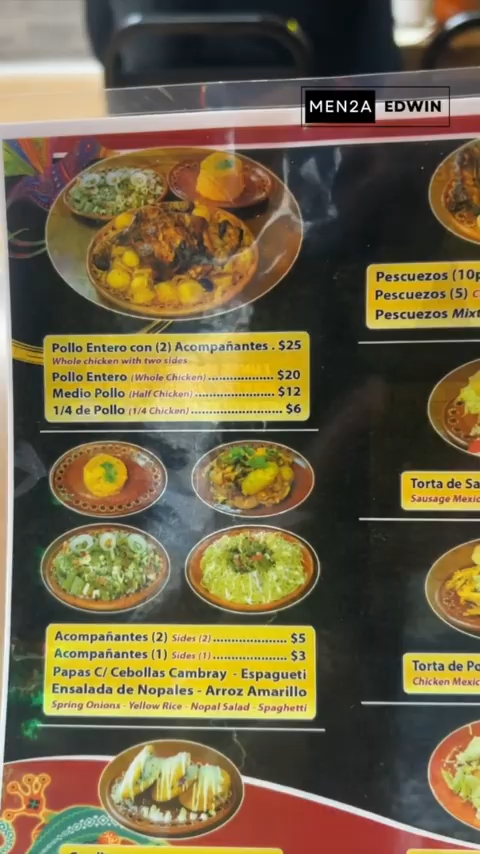 MEN2A EDWIN
Pollo Entero con (2) Acompañantes . $25
Whole chicken with two sides
Pollo Entero (Whole Chicken)..................... $20
Medio Pollo (Half Chicken)......................... $12
1/4 de Pollo (1/4 Chicken)............................ $6
Acompañantes (2) Sides (2)...................... $5
Acompañantes (1) Sides (1)...................... $3
Papas C/ Cebollas Cambray - Espagueti
Ensalada de Nopales - Arroz Amarillo
Spring Onions - Yellow Rice - Nopal Salad - Spaghetti
Pescuezos (10p
Pescuezos (5)
Pescuezos Mixt
Torta de Sa
Sausage Mexic
Torta de Po
Chicken Mexic